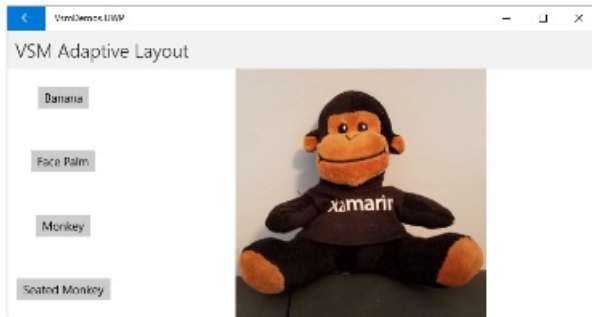 VsmDemos.UWP
VSM Adaptive Layout
Banana
Face Palm
Monkey
Seated Monkey
Xamarin